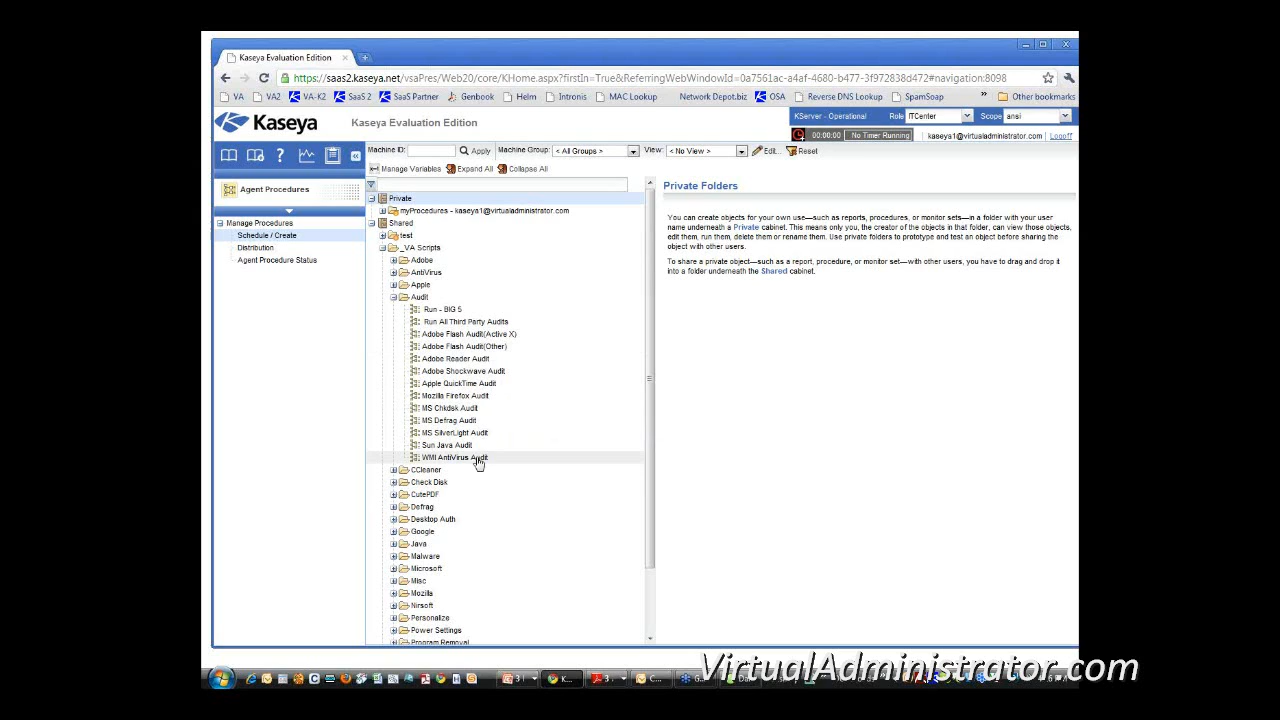 Kaseya Evaluation Edition
https://saas2.kaseya.net/vsaPres/Web20/core/KHome.aspx?firstIn=True&ReferringWebWindowId=0a7561ac-a4af-4680-b477-3f972838d472#navigation:8098
VA VA2 VA-K2 SaaS 2 SaaS Partner Genbook Helm Intronis MAC Lookup Network Depot.biz OSA Reverse DNS Lookup SpamSoap » Other bookmarks
Kaseya Kaseya Evaluation Edition
KServer - Operational Role ITCenter Scope ansi
00:00:00 No Timer Running kaseya1@virtualadministrator.com Logoff
Machine ID: Apply Machine Group: < All Groups > View: < No View > Edit... Reset
Manage Variables Expand All Collapse All
Agent Procedures
Manage Procedures
Schedule / Create
Distribution
Agent Procedure Status
Private
myProcedures - kaseya1@virtualadministrator.com
Shared
test
_VA Scripts
Adobe
AntiVirus
Apple
Audit
Run - BIG 5
Run All Third Party Audits
Adobe Flash Audit(Active X)
Adobe Flash Audit(Other)
Adobe Reader Audit
Adobe Shockwave Audit
Apple QuickTime Audit
Mozilla Firefox Audit
MS Chkdsk Audit
MS Defrag Audit
MS SilverLight Audit
Sun Java Audit
WMI AntiVirus Audit
CCleaner
Check Disk
CutePDF
Defrag
Desktop Auth
Google
Java
Malware
Microsoft
Misc
Mozilla
Nirsoft
Personalize
Power Settings
Program Removal
Private Folders
You can create objects for your own use—such as reports, procedures, or monitor sets—in a folder with your user
name underneath a Private cabinet. This means only you, the creator of the objects in that folder, can view those objects,
edit them, run them, delete them or rename them. Use private folders to prototype and test an object before sharing the
object with other users.
To share a private object—such as a report, procedure, or monitor set—with other users, you have to drag and drop it
into a folder underneath the Shared cabinet.
VirtualAdministrator.com